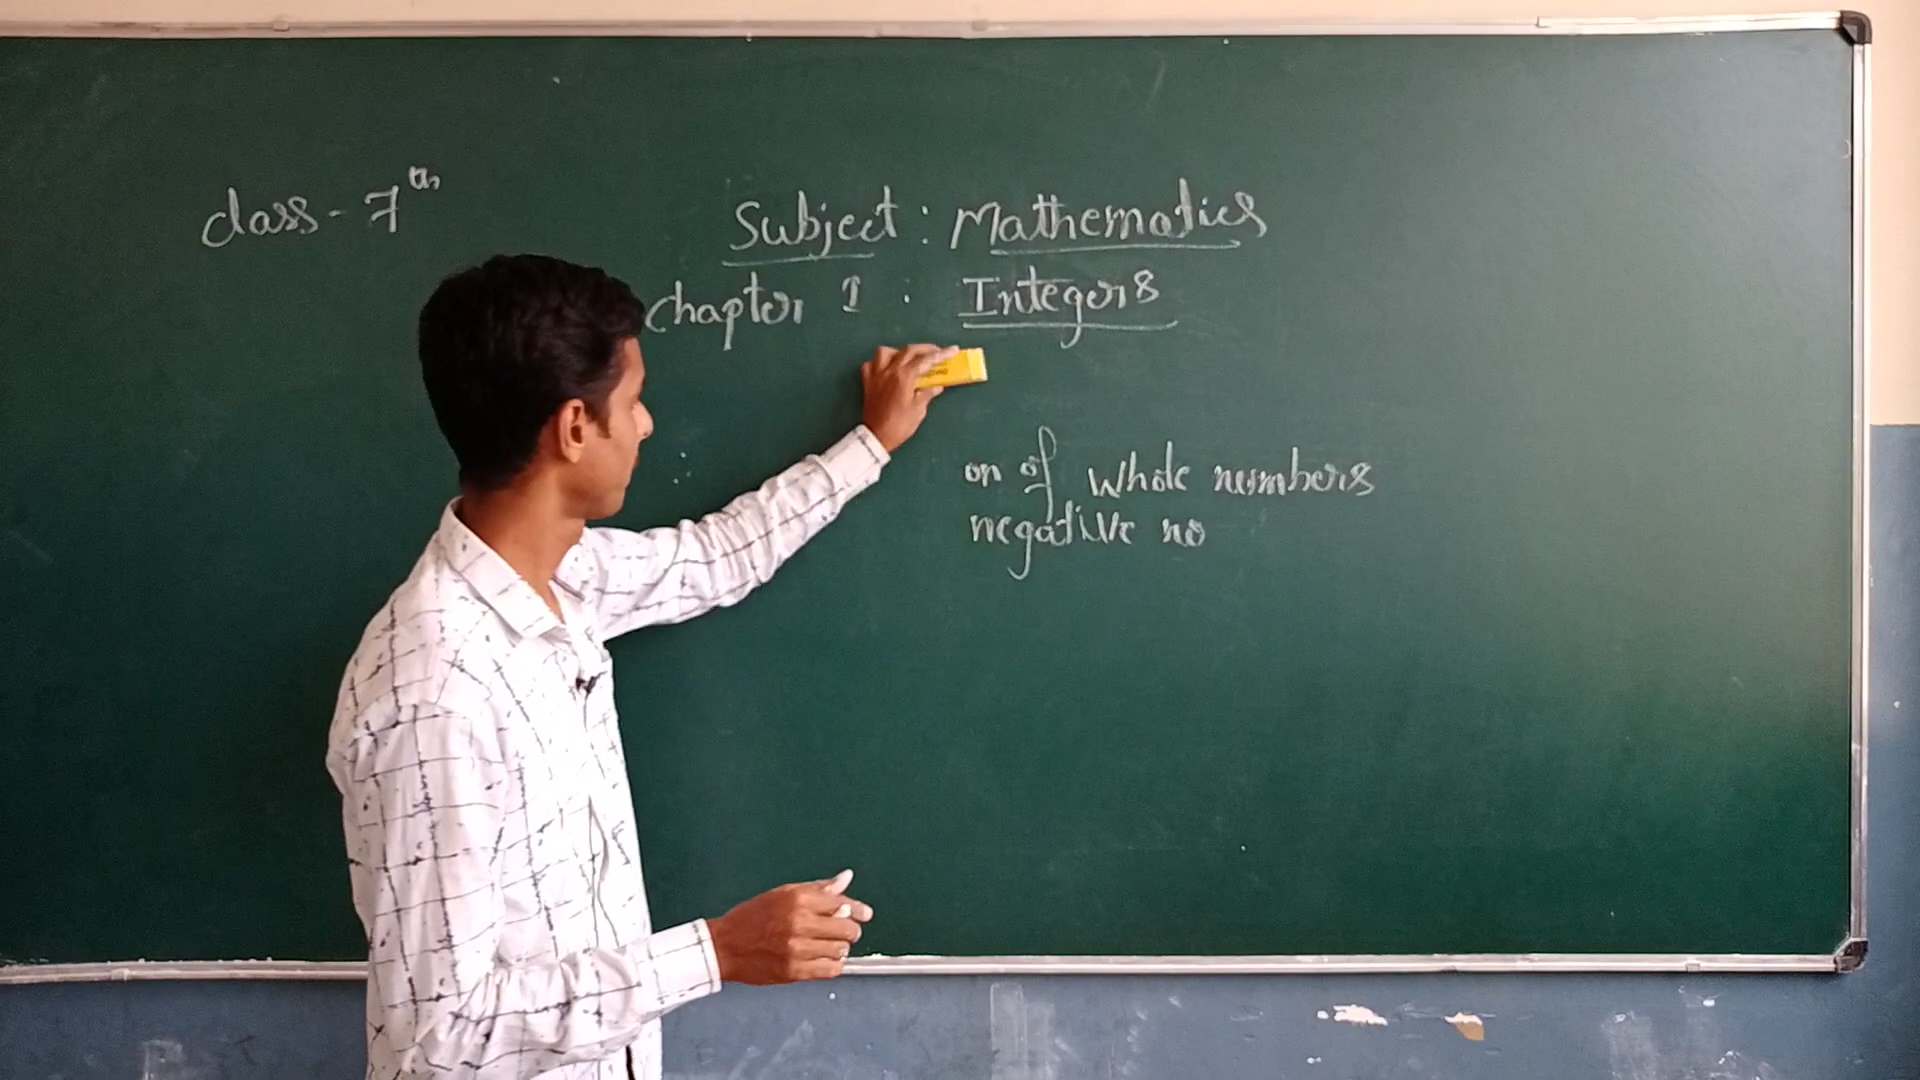 class - 7th
Subject : Mathematics
chapter 1 : Integers
on of whole numbers
negative no